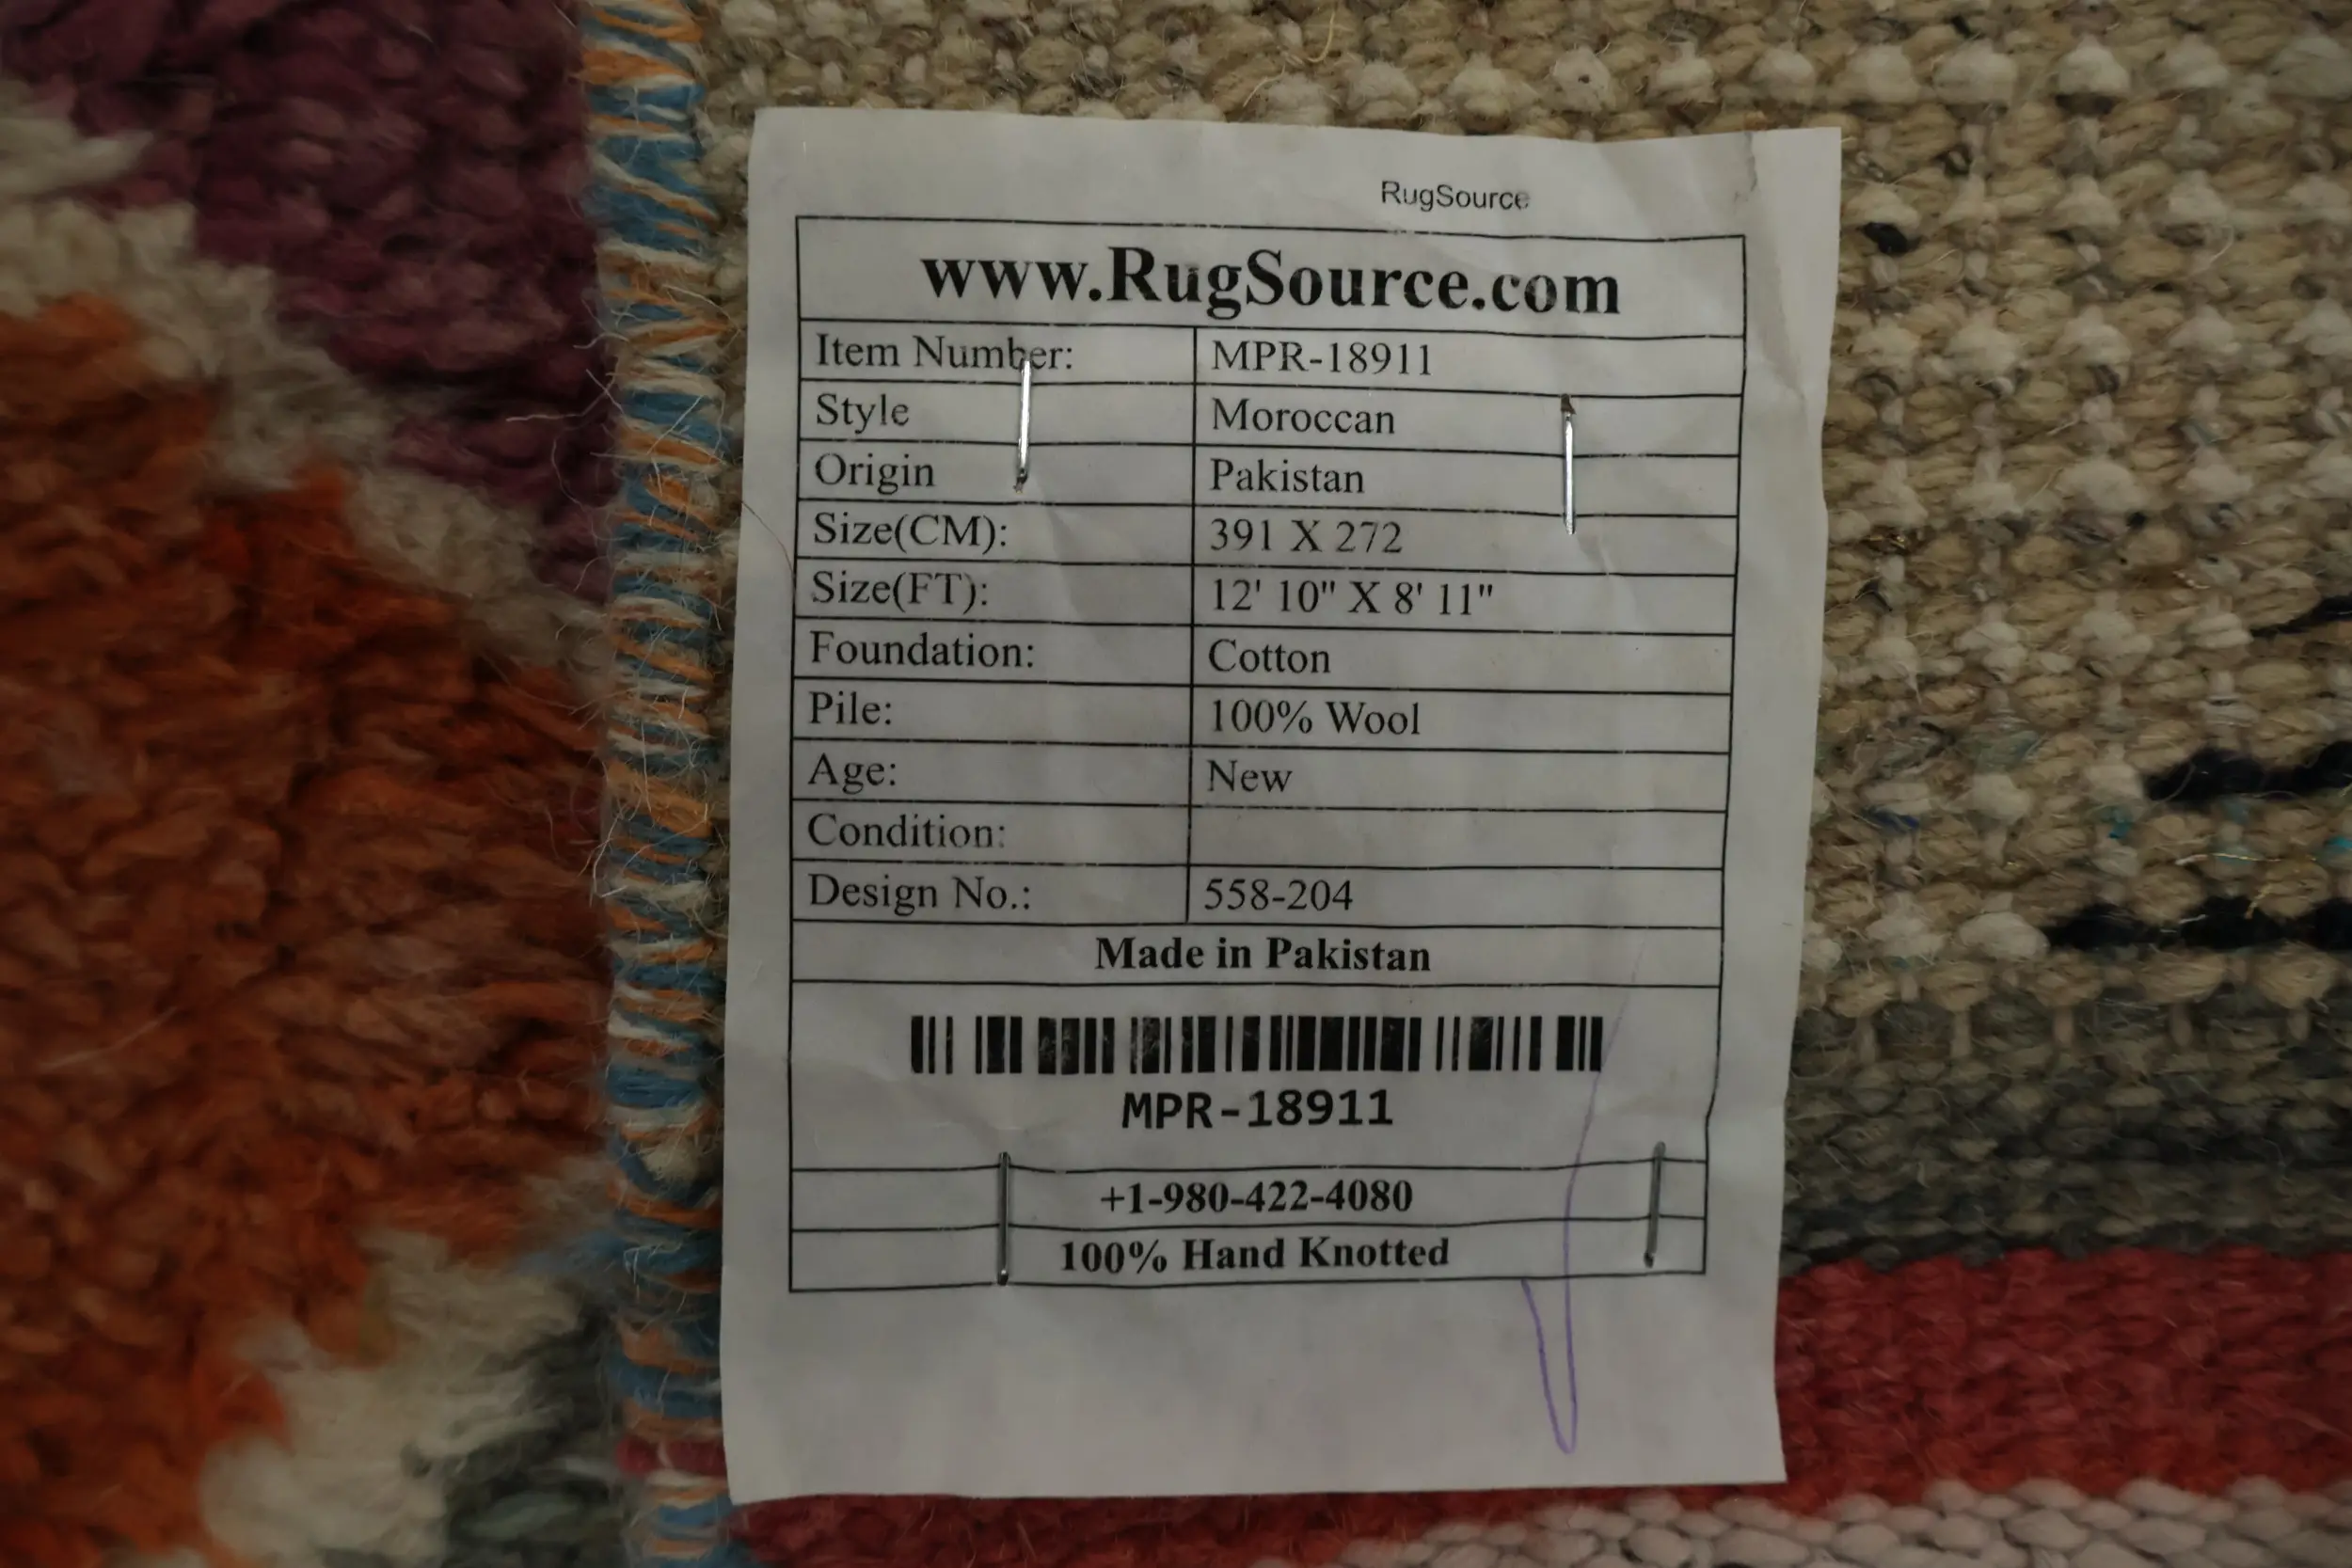 RugSource
www.RugSource.com
Item Number: MPR-18911
Style Moroccan
Origin Pakistan
Size(CM): 391 X 272
Size(FT): 12' 10" X 8' 11"
Foundation: Cotton
Pile: 100% Wool
Age: New
Condition:
Design No.: 558-204
Made in Pakistan
MPR-18911
+1-980-422-4080
100% Hand Knotted